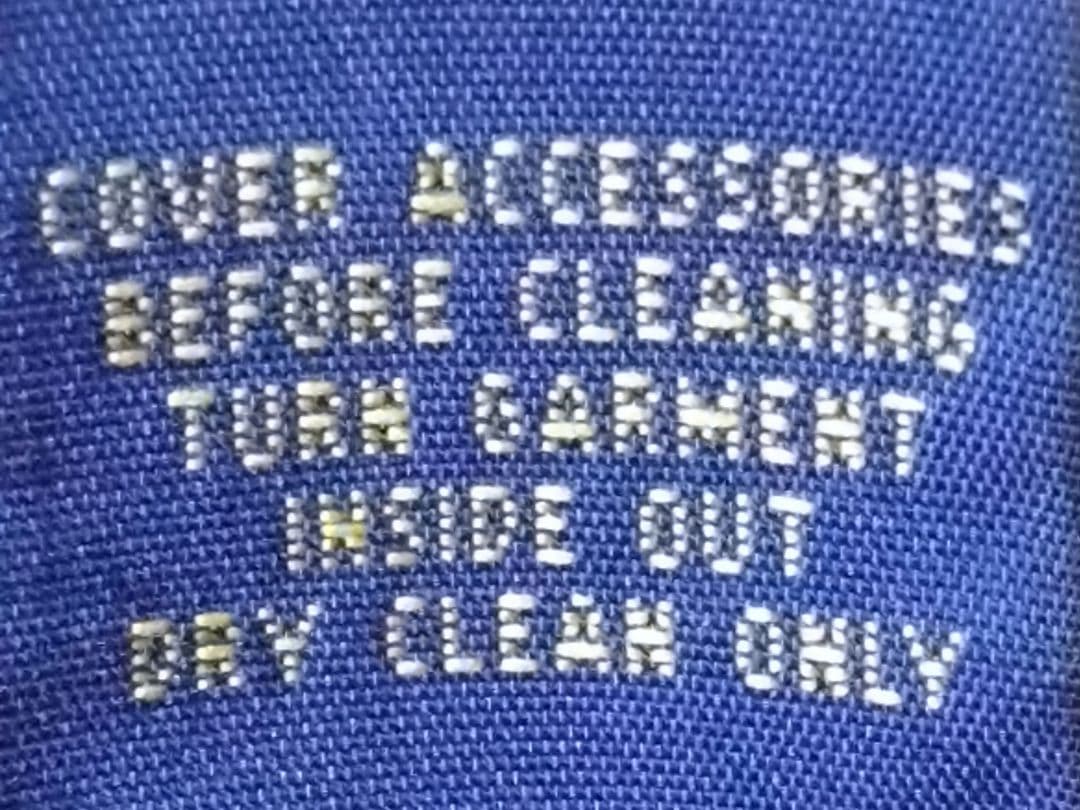 COVER ACCESSORIES
BEFORE CLEANING
TURN GARMENT
INSIDE OUT
DRY CLEAN ONLY